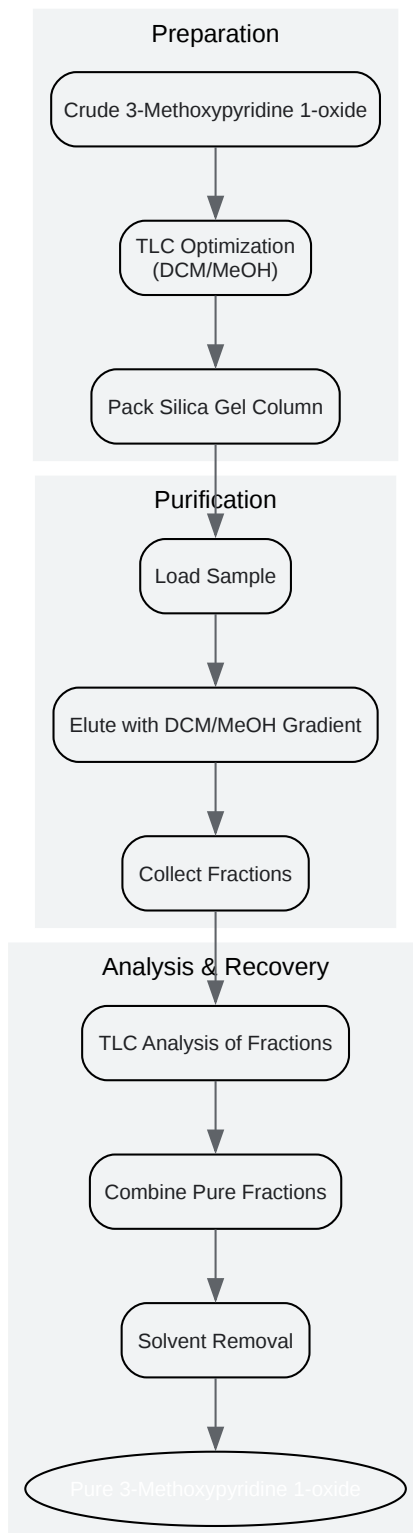 Preparation
Crude 3-Methoxypyridine 1-oxide
TLC Optimization
(DCM/MeOH)
Pack Silica Gel Column
Purification
Load Sample
Elute with DCM/MeOH Gradient
Collect Fractions
Analysis & Recovery
TLC Analysis of Fractions
Combine Pure Fractions
Solvent Removal
Pure 3-Methoxypyridine 1-oxide